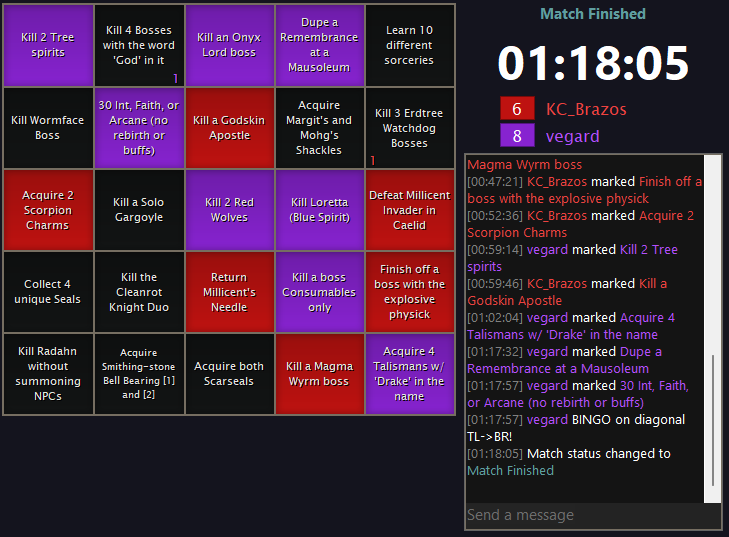 Kill 2 Tree
spirits
Kill 4 Bosses
with the word
'God' in it
1
Kill an Onyx
Lord boss
Dupe a
Remembrance
at a
Mausoleum
Learn 10
different
sorceries
Kill Wormface
Boss
30 Int, Faith, or
Arcane (no
rebirth or
buffs)
Kill a Godskin
Apostle
Acquire
Margit's and
Mohg's
Shackles
Kill 3 Erdtree
Watchdog
Bosses
1
Acquire 2
Scorpion
Charms
Kill a Solo
Gargoyle
Kill 2 Red
Wolves
Kill Loretta
(Blue Spirit)
Defeat Millicent
Invader in
Caelid
Collect 4
unique Seals
Kill the
Cleanrot
Knight Duo
Return
Millicent's
Needle
Kill a boss
Consumables
only
Finish off a
boss with the
explosive
physick
Kill Radahn
without
summoning
NPCs
Acquire
Smithing-stone
Bell Bearing [1]
and [2]
Acquire both
Scarseals
Kill a Magma
Wyrm boss
Acquire 4
Talismans w/
'Drake' in the
name
Match Finished
01:18:05
6 KC_Brazos
8 vegard
Magma Wyrm boss
[00:47:21] KC_Brazos marked Finish off a
boss with the explosive physick
[00:52:36] KC_Brazos marked Acquire 2
Scorpion Charms
[00:59:14] vegard marked Kill 2 Tree
spirits
[00:59:46] KC_Brazos marked Kill a
Godskin Apostle
[01:02:04] vegard marked Acquire 4
Talismans w/ 'Drake' in the name
[01:17:32] vegard marked Dupe a
Remembrance at a Mausoleum
[01:17:57] vegard marked 30 Int, Faith,
or Arcane (no rebirth or buffs)
[01:17:57] vegard BINGO on diagonal
TL->BR!
[01:18:05] Match status changed to
Match Finished
Send a message